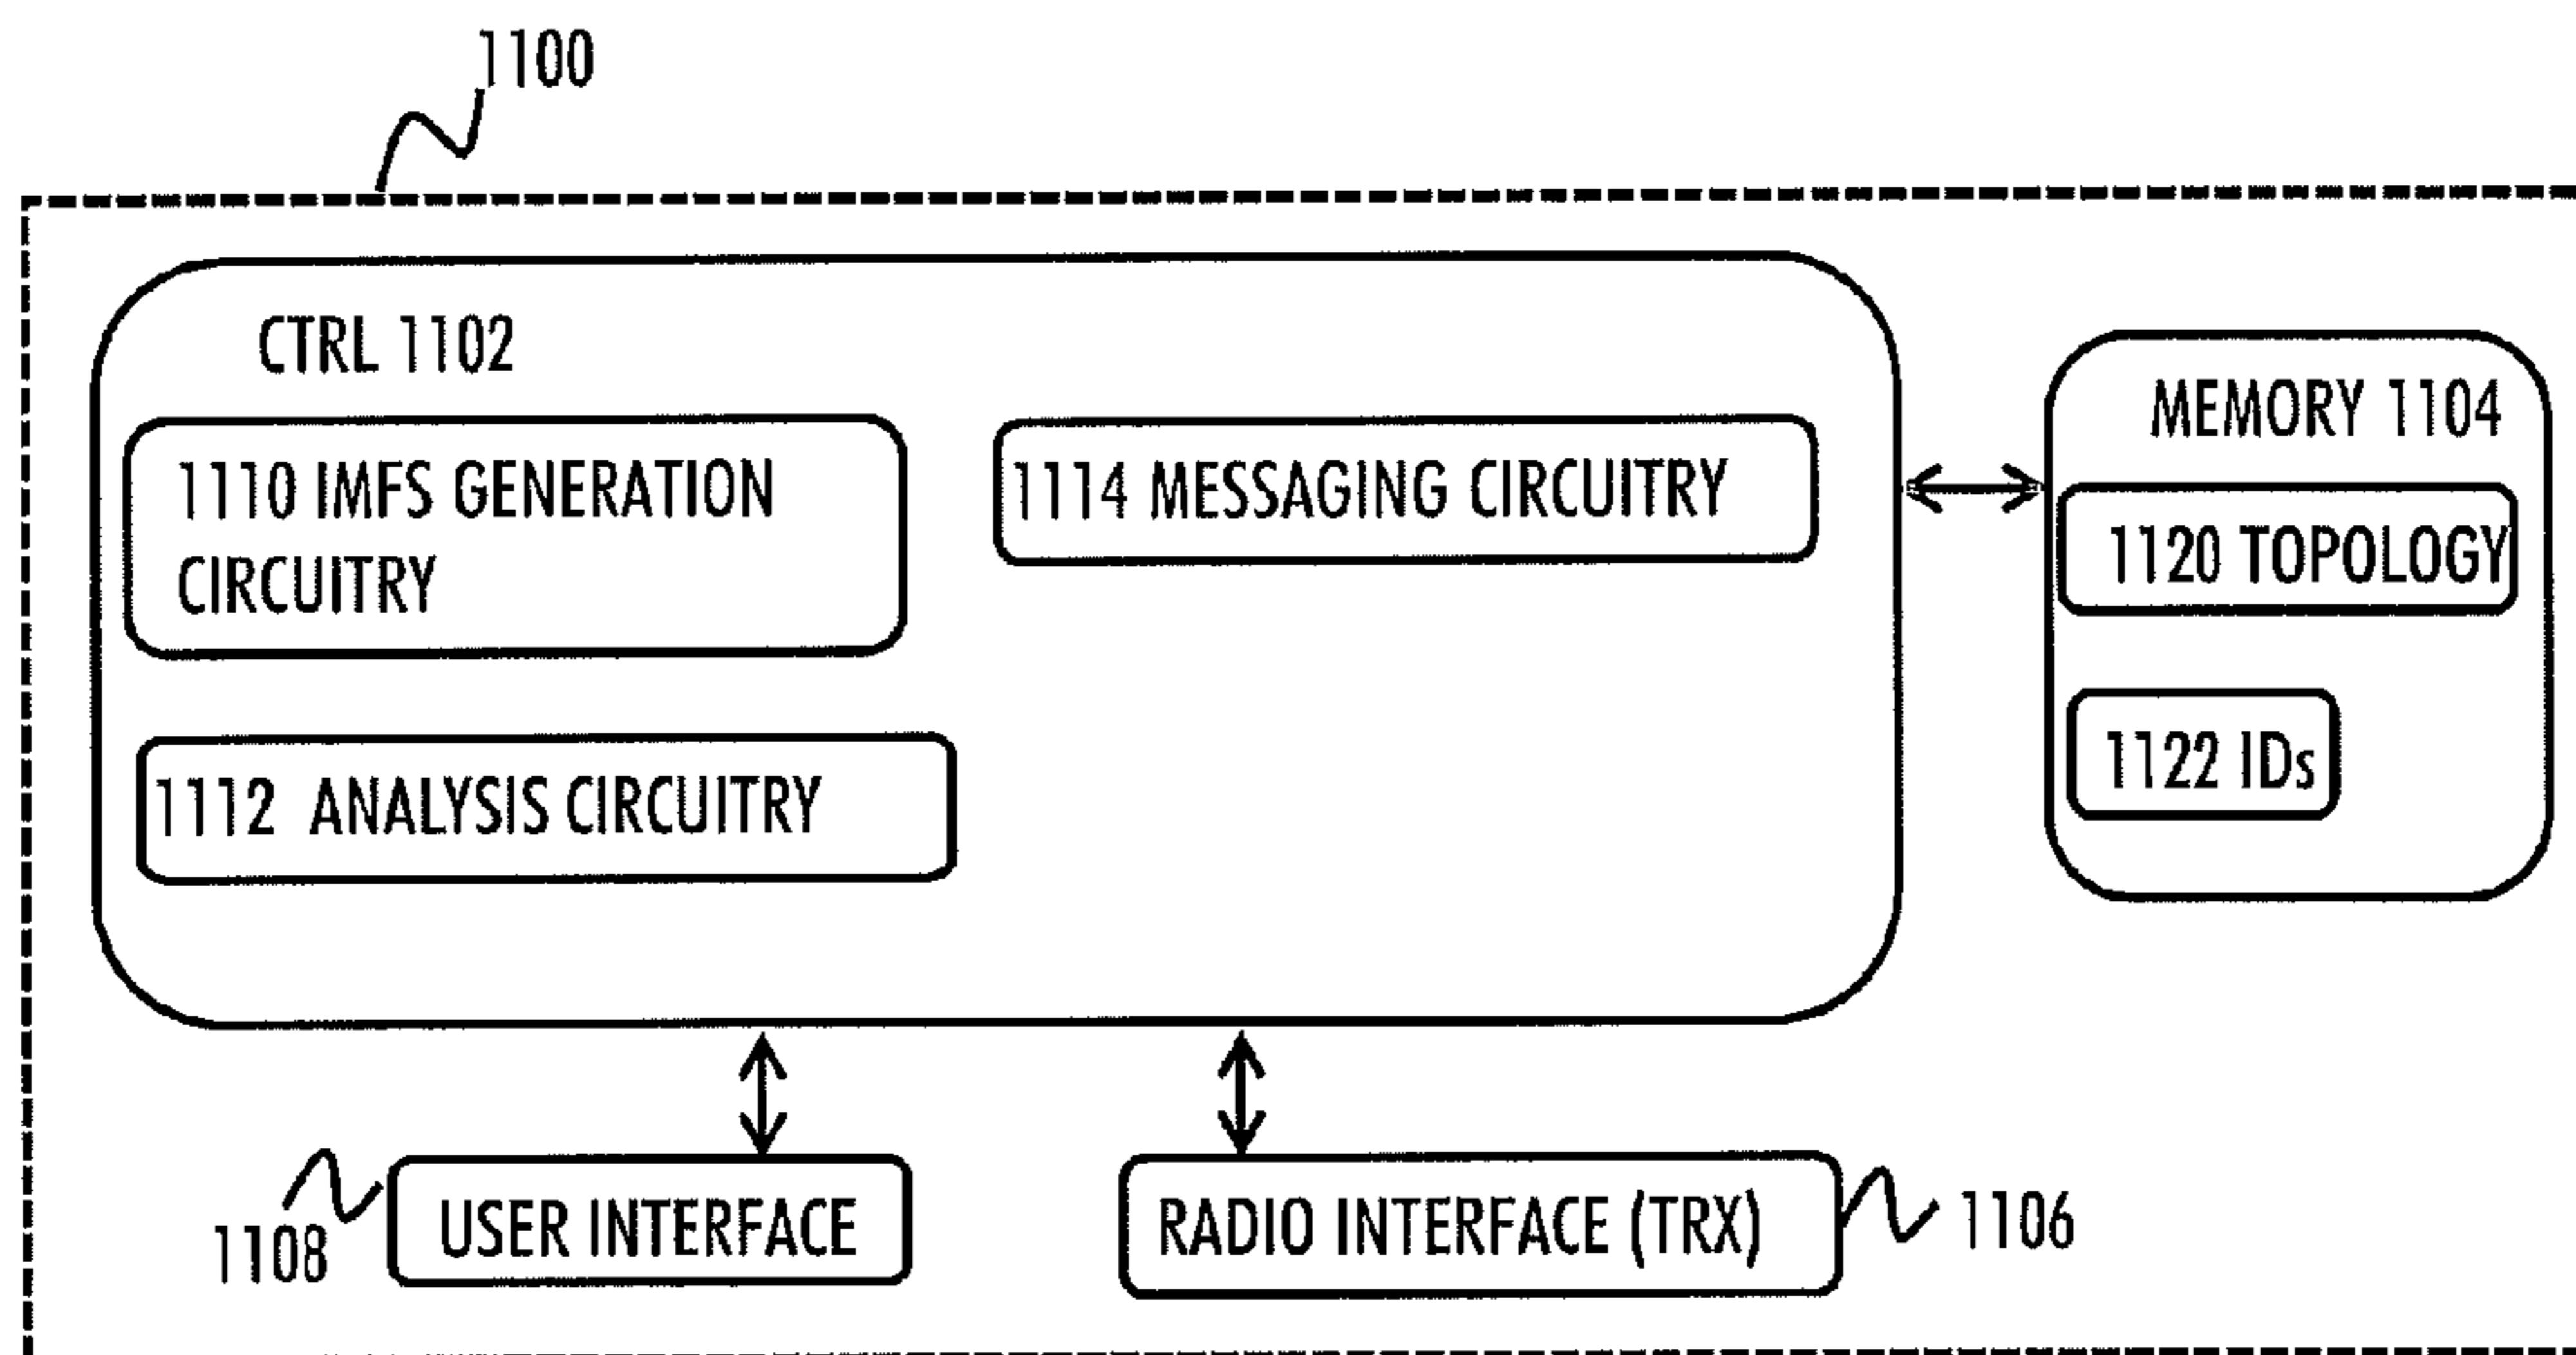 1100
CTRL 1102
1110 IMFS GENERATION
CIRCUITRY
1114 MESSAGING CIRCUITRY
1112 ANALYSIS CIRCUITRY
MEMORY 1104
1120 TOPOLOGY
1122 IDs
1108
USER INTERFACE
RADIO INTERFACE (TRX)
1106